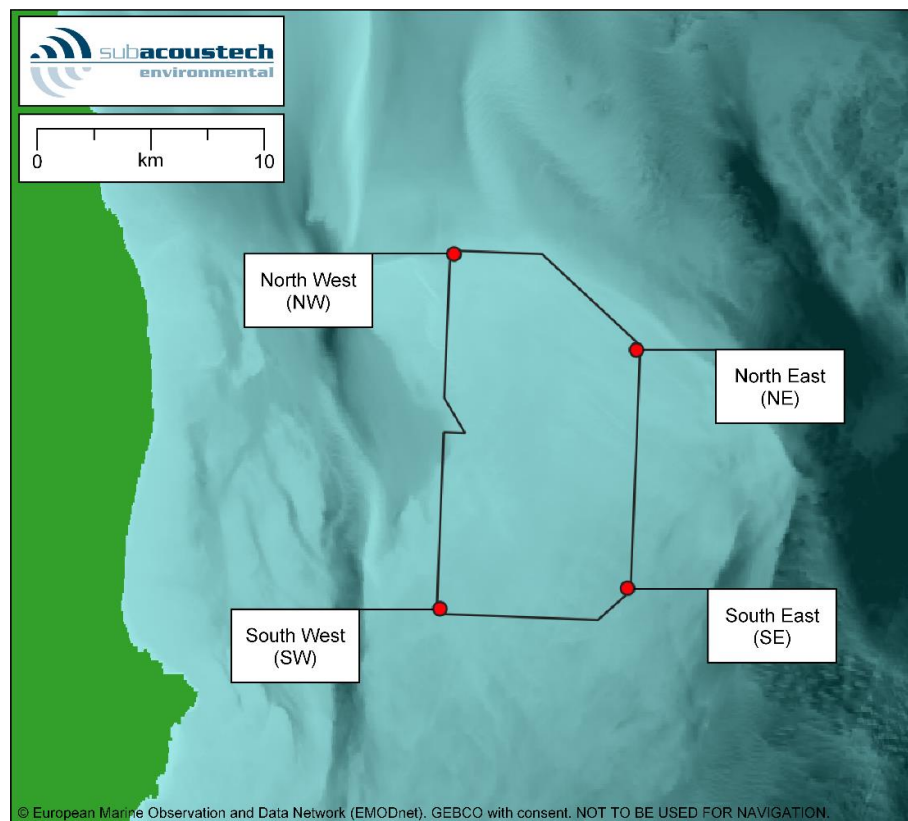 subacoustech
environmental
0 km 10
North West
(NW)
North East
(NE)
South West
(SW)
South East
(SE)
© European Marine Observation and Data Network (EMODnet). GEBCO with consent. NOT TO BE USED FOR NAVIGATION.